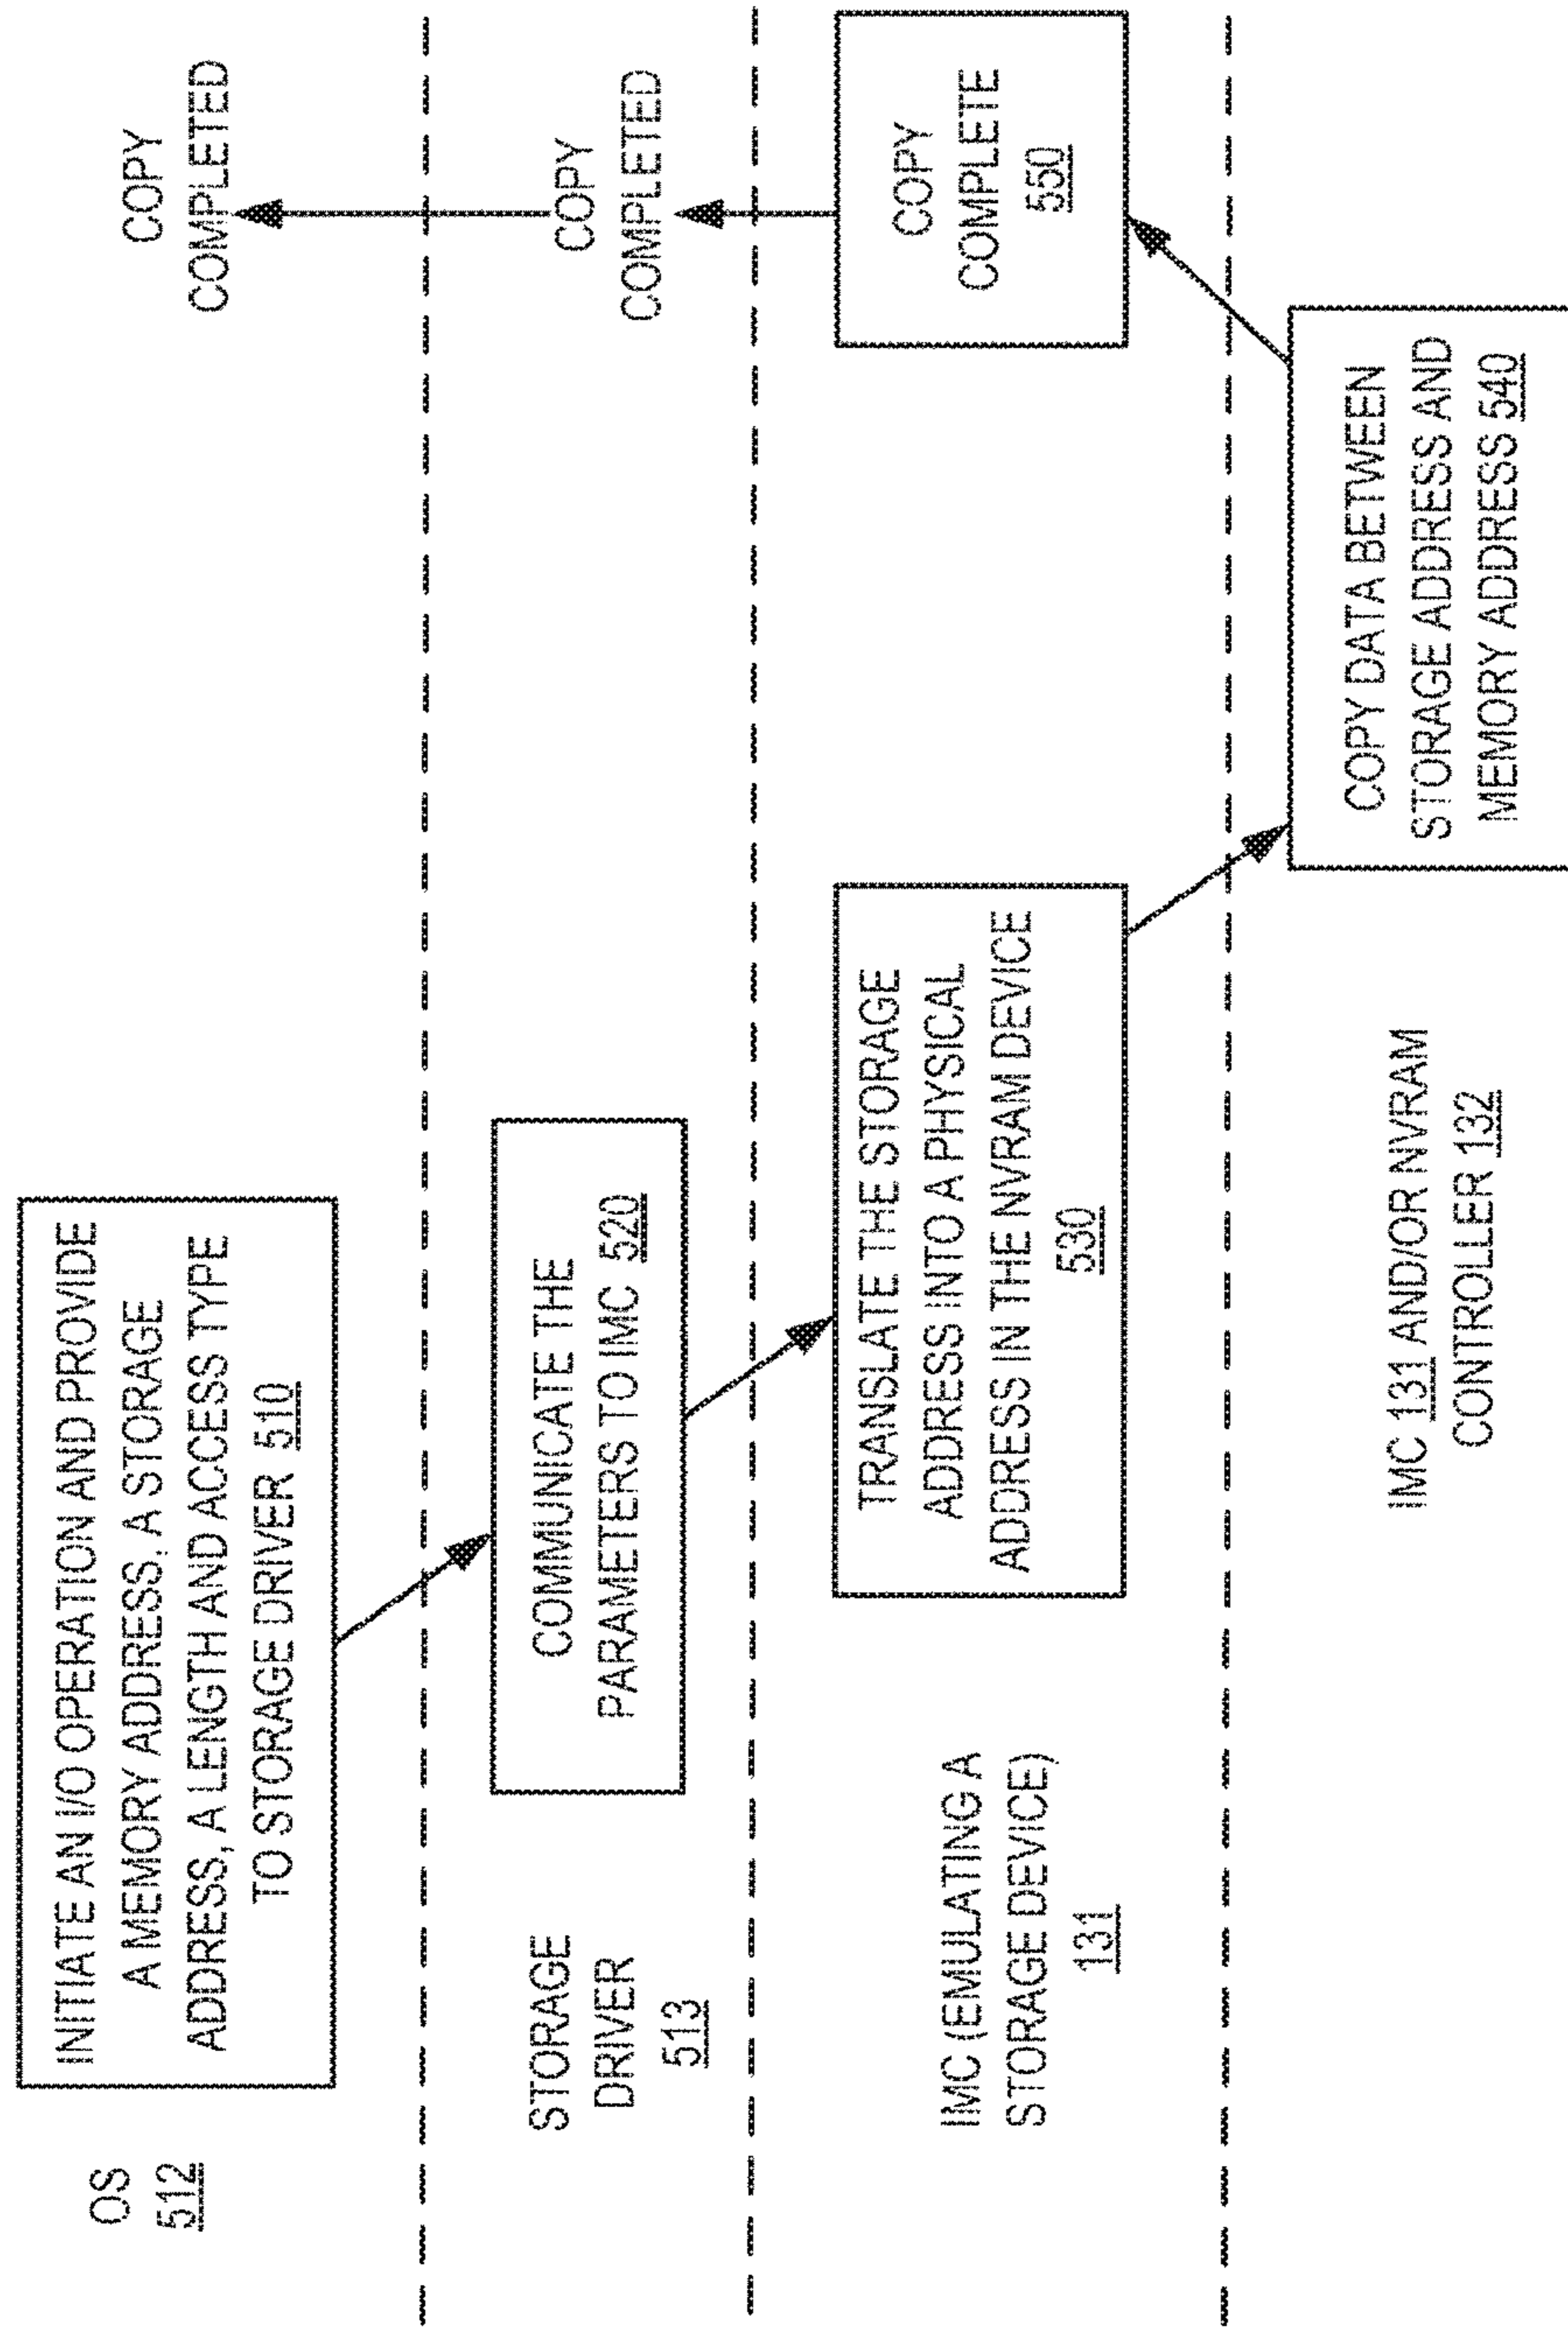 OS
512
INITIATE AN I/O OPERATION AND PROVIDE
A MEMORY ADDRESS, A STORAGE
ADDRESS, A LENGTH AND ACCESS TYPE
TO STORAGE DRIVER 510
COPY
COMPLETED
STORAGE
DRIVER
513
COMMUNICATE THE
PARAMETERS TO IMC 520
COPY
COMPLETED
IMC (EMULATING A
STORAGE DEVICE)
131
TRANSLATE THE STORAGE
ADDRESS INTO A PHYSICAL
ADDRESS IN THE NVRAM DEVICE
530
COPY
COMPLETE
550
IMC 131 AND/OR NVRAM
CONTROLLER 132
COPY DATA BETWEEN
STORAGE ADDRESS AND
MEMORY ADDRESS 540